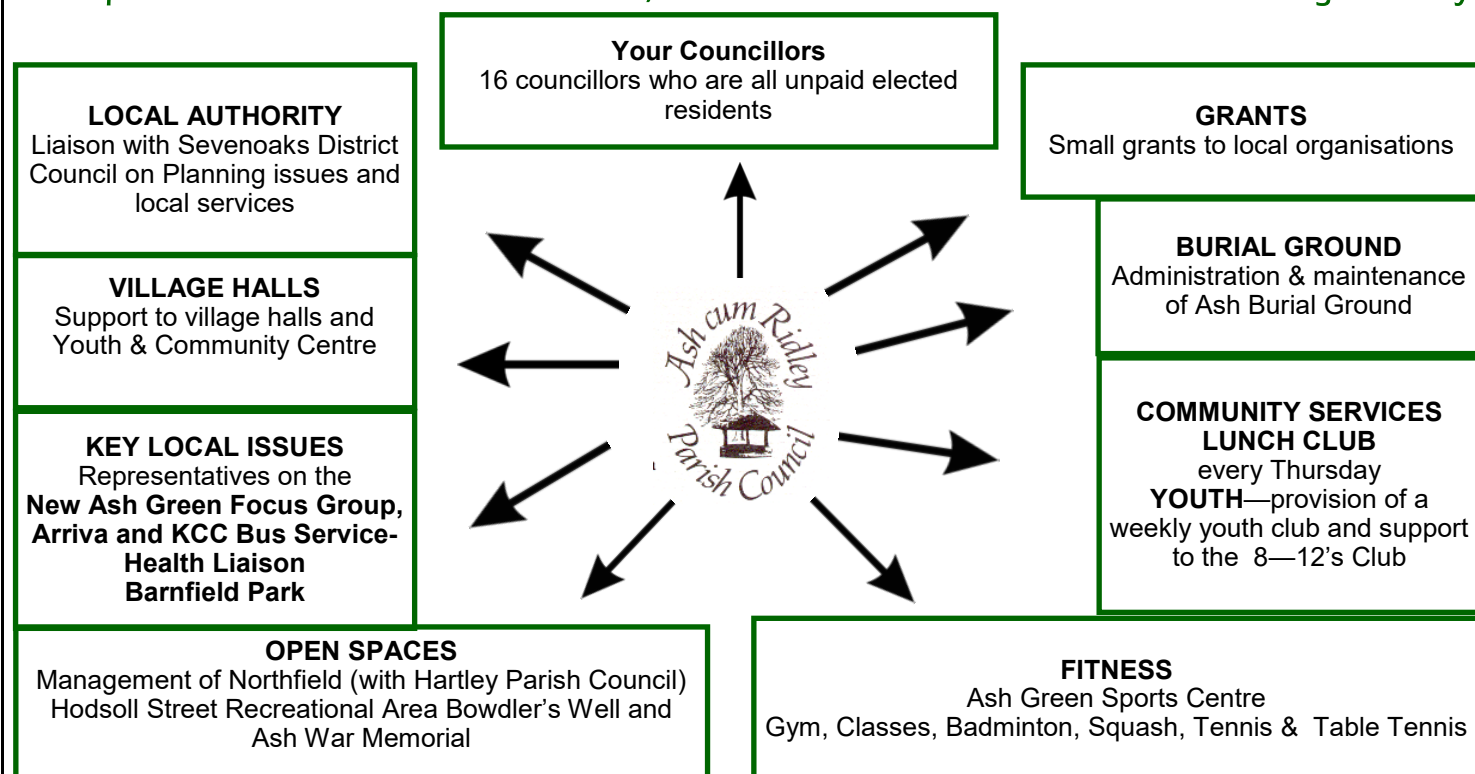 Your Councillors
16 councillors who are all unpaid elected
residents
LOCAL AUTHORITY
Liaison with Sevenoaks District
Council on Planning issues and
local services
GRANTS
Small grants to local organisations
VILLAGE HALLS
Support to village halls and
Youth & Community Centre
BURIAL GROUND
Administration & maintenance
of Ash Burial Ground
Ash cum Ridley
Parish Council
KEY LOCAL ISSUES
Representatives on the
New Ash Green Focus Group,
Arriva and KCC Bus Service-
Health Liaison
Barnfield Park
COMMUNITY SERVICES
LUNCH CLUB
every Thursday
YOUTH—provision of a
weekly youth club and support
to the 8—12’s Club
OPEN SPACES
Management of Northfield (with Hartley Parish Council)
Hodsoll Street Recreational Area Bowdler’s Well and
Ash War Memorial
FITNESS
Ash Green Sports Centre
Gym, Classes, Badminton, Squash, Tennis & Table Tennis